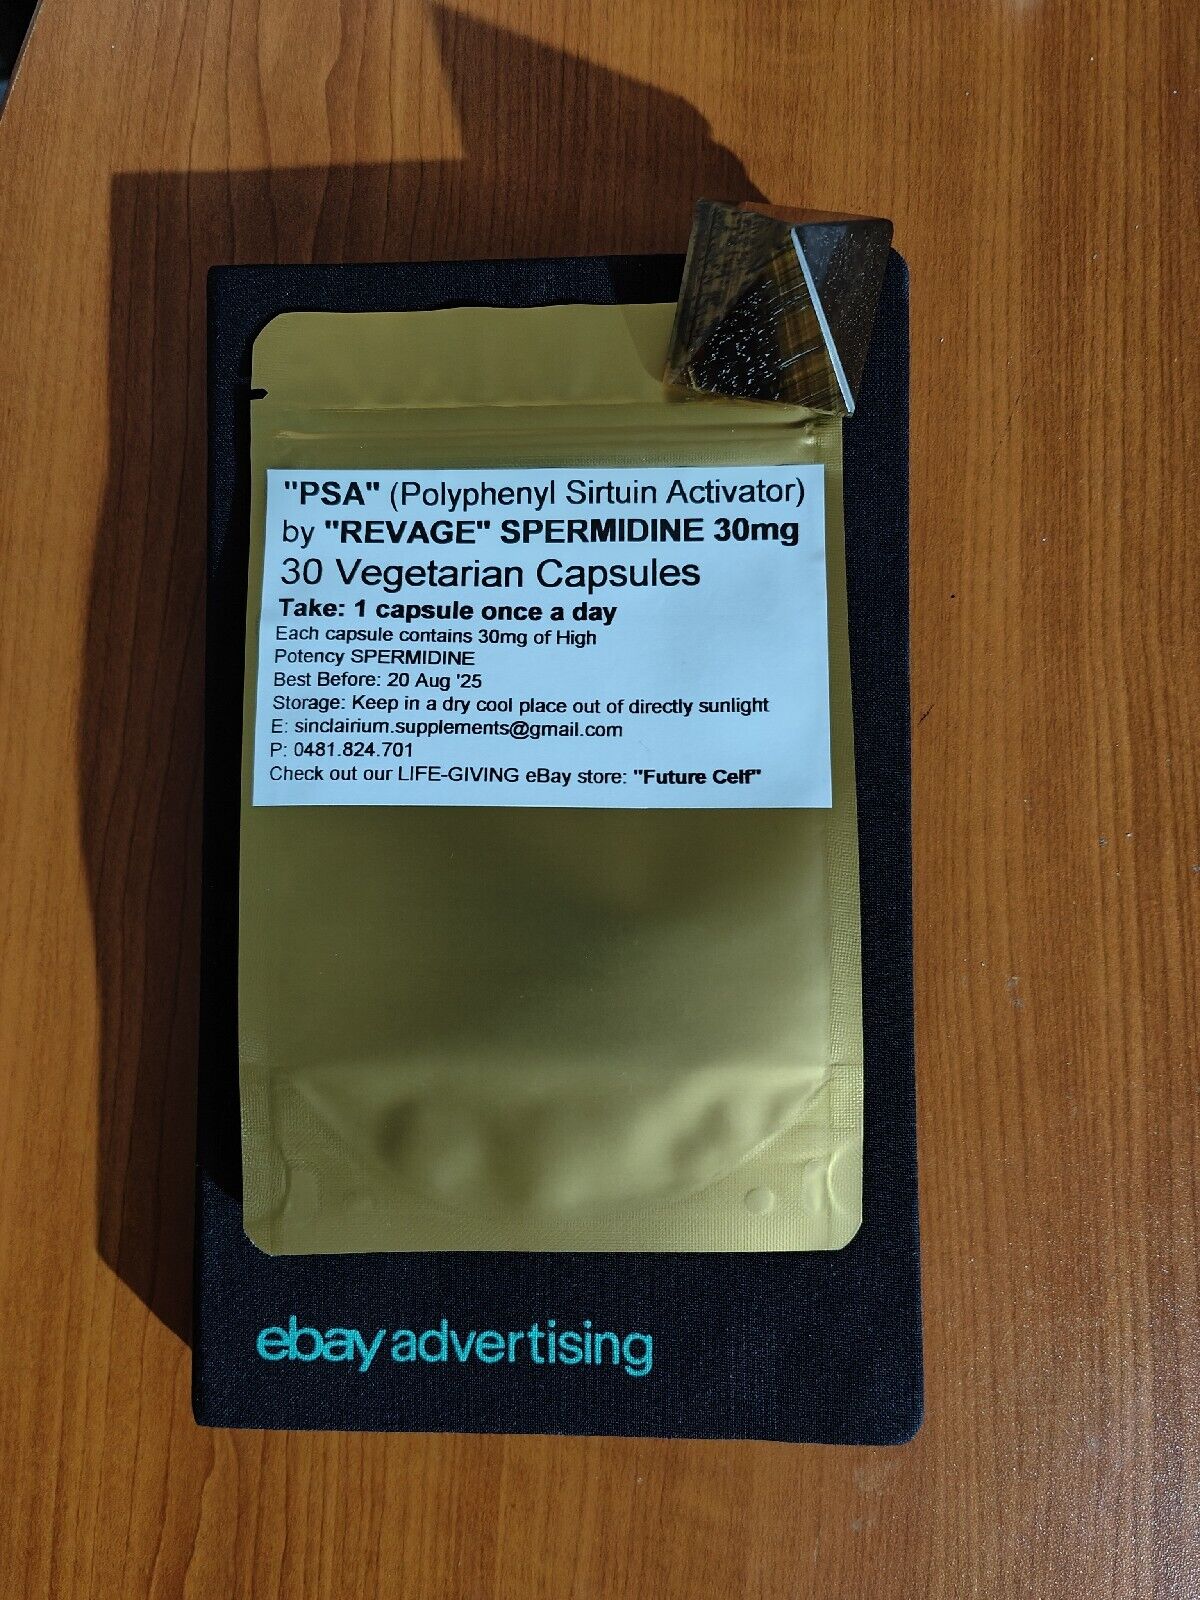 "PSA" (Polyphenyl Sirtuin Activator)
by "REVAGE" SPERMIDINE 30mg
30 Vegetarian Capsules
Take: 1 capsule once a day
Each capsule contains 30mg of High
Potency SPERMIDINE
Best Before: 20 Aug '25
Storage: Keep in a dry cool place out of directly sunlight
E: sinclairium.supplements@gmail.com
P: 0481.824.701
Check out our LIFE-GIVING eBay store: "Future Celf"
ebay advertising